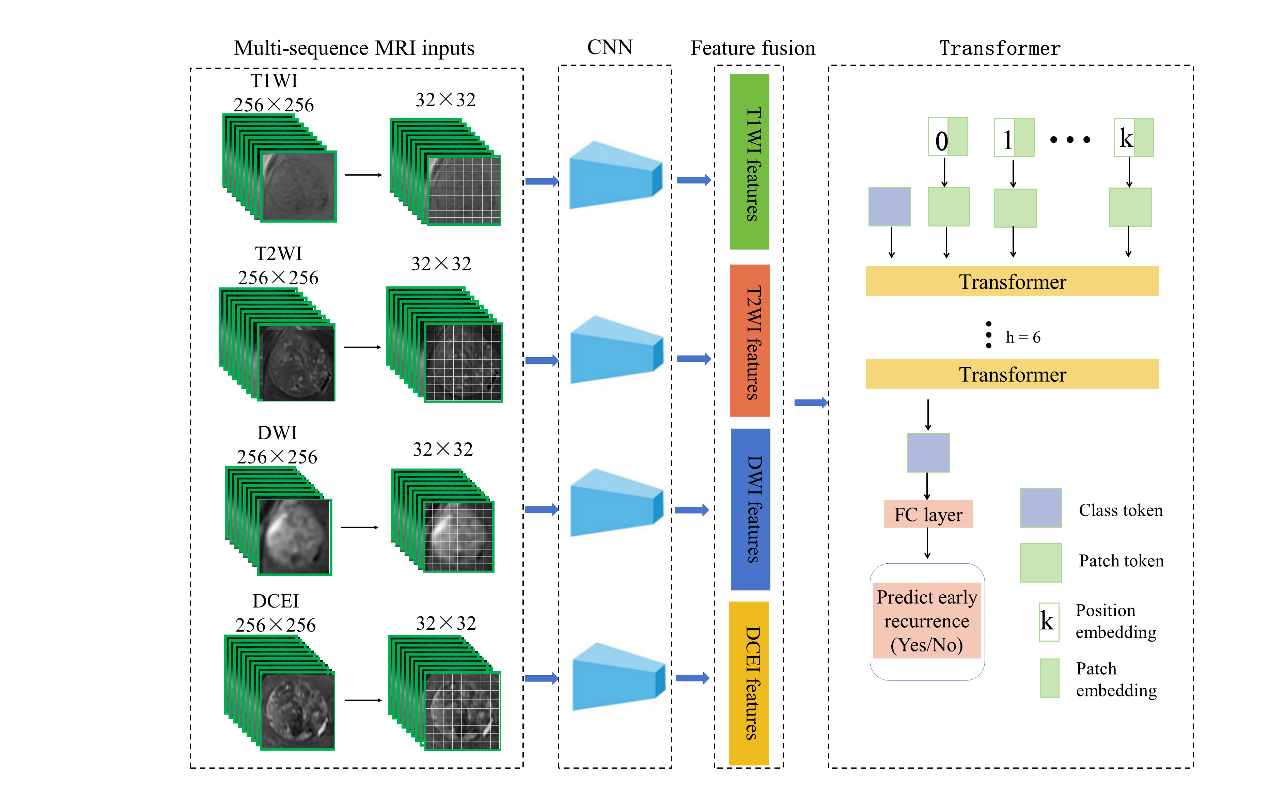 Multi-sequence MRI inputs
CNN
Feature fusion
Transformer
T1WI
256×256
32×32
T2WI
256×256
32×32
DWI
256×256
32×32
DCEI
256×256
32×32
T1WI features
T2WI features
DWI features
DCEI features
0
1
k
Transformer
h = 6
Transformer
FC layer
Predict early
recurrence
(Yes/No)
Class token
Patch token
k
Position
embedding
Patch
embedding